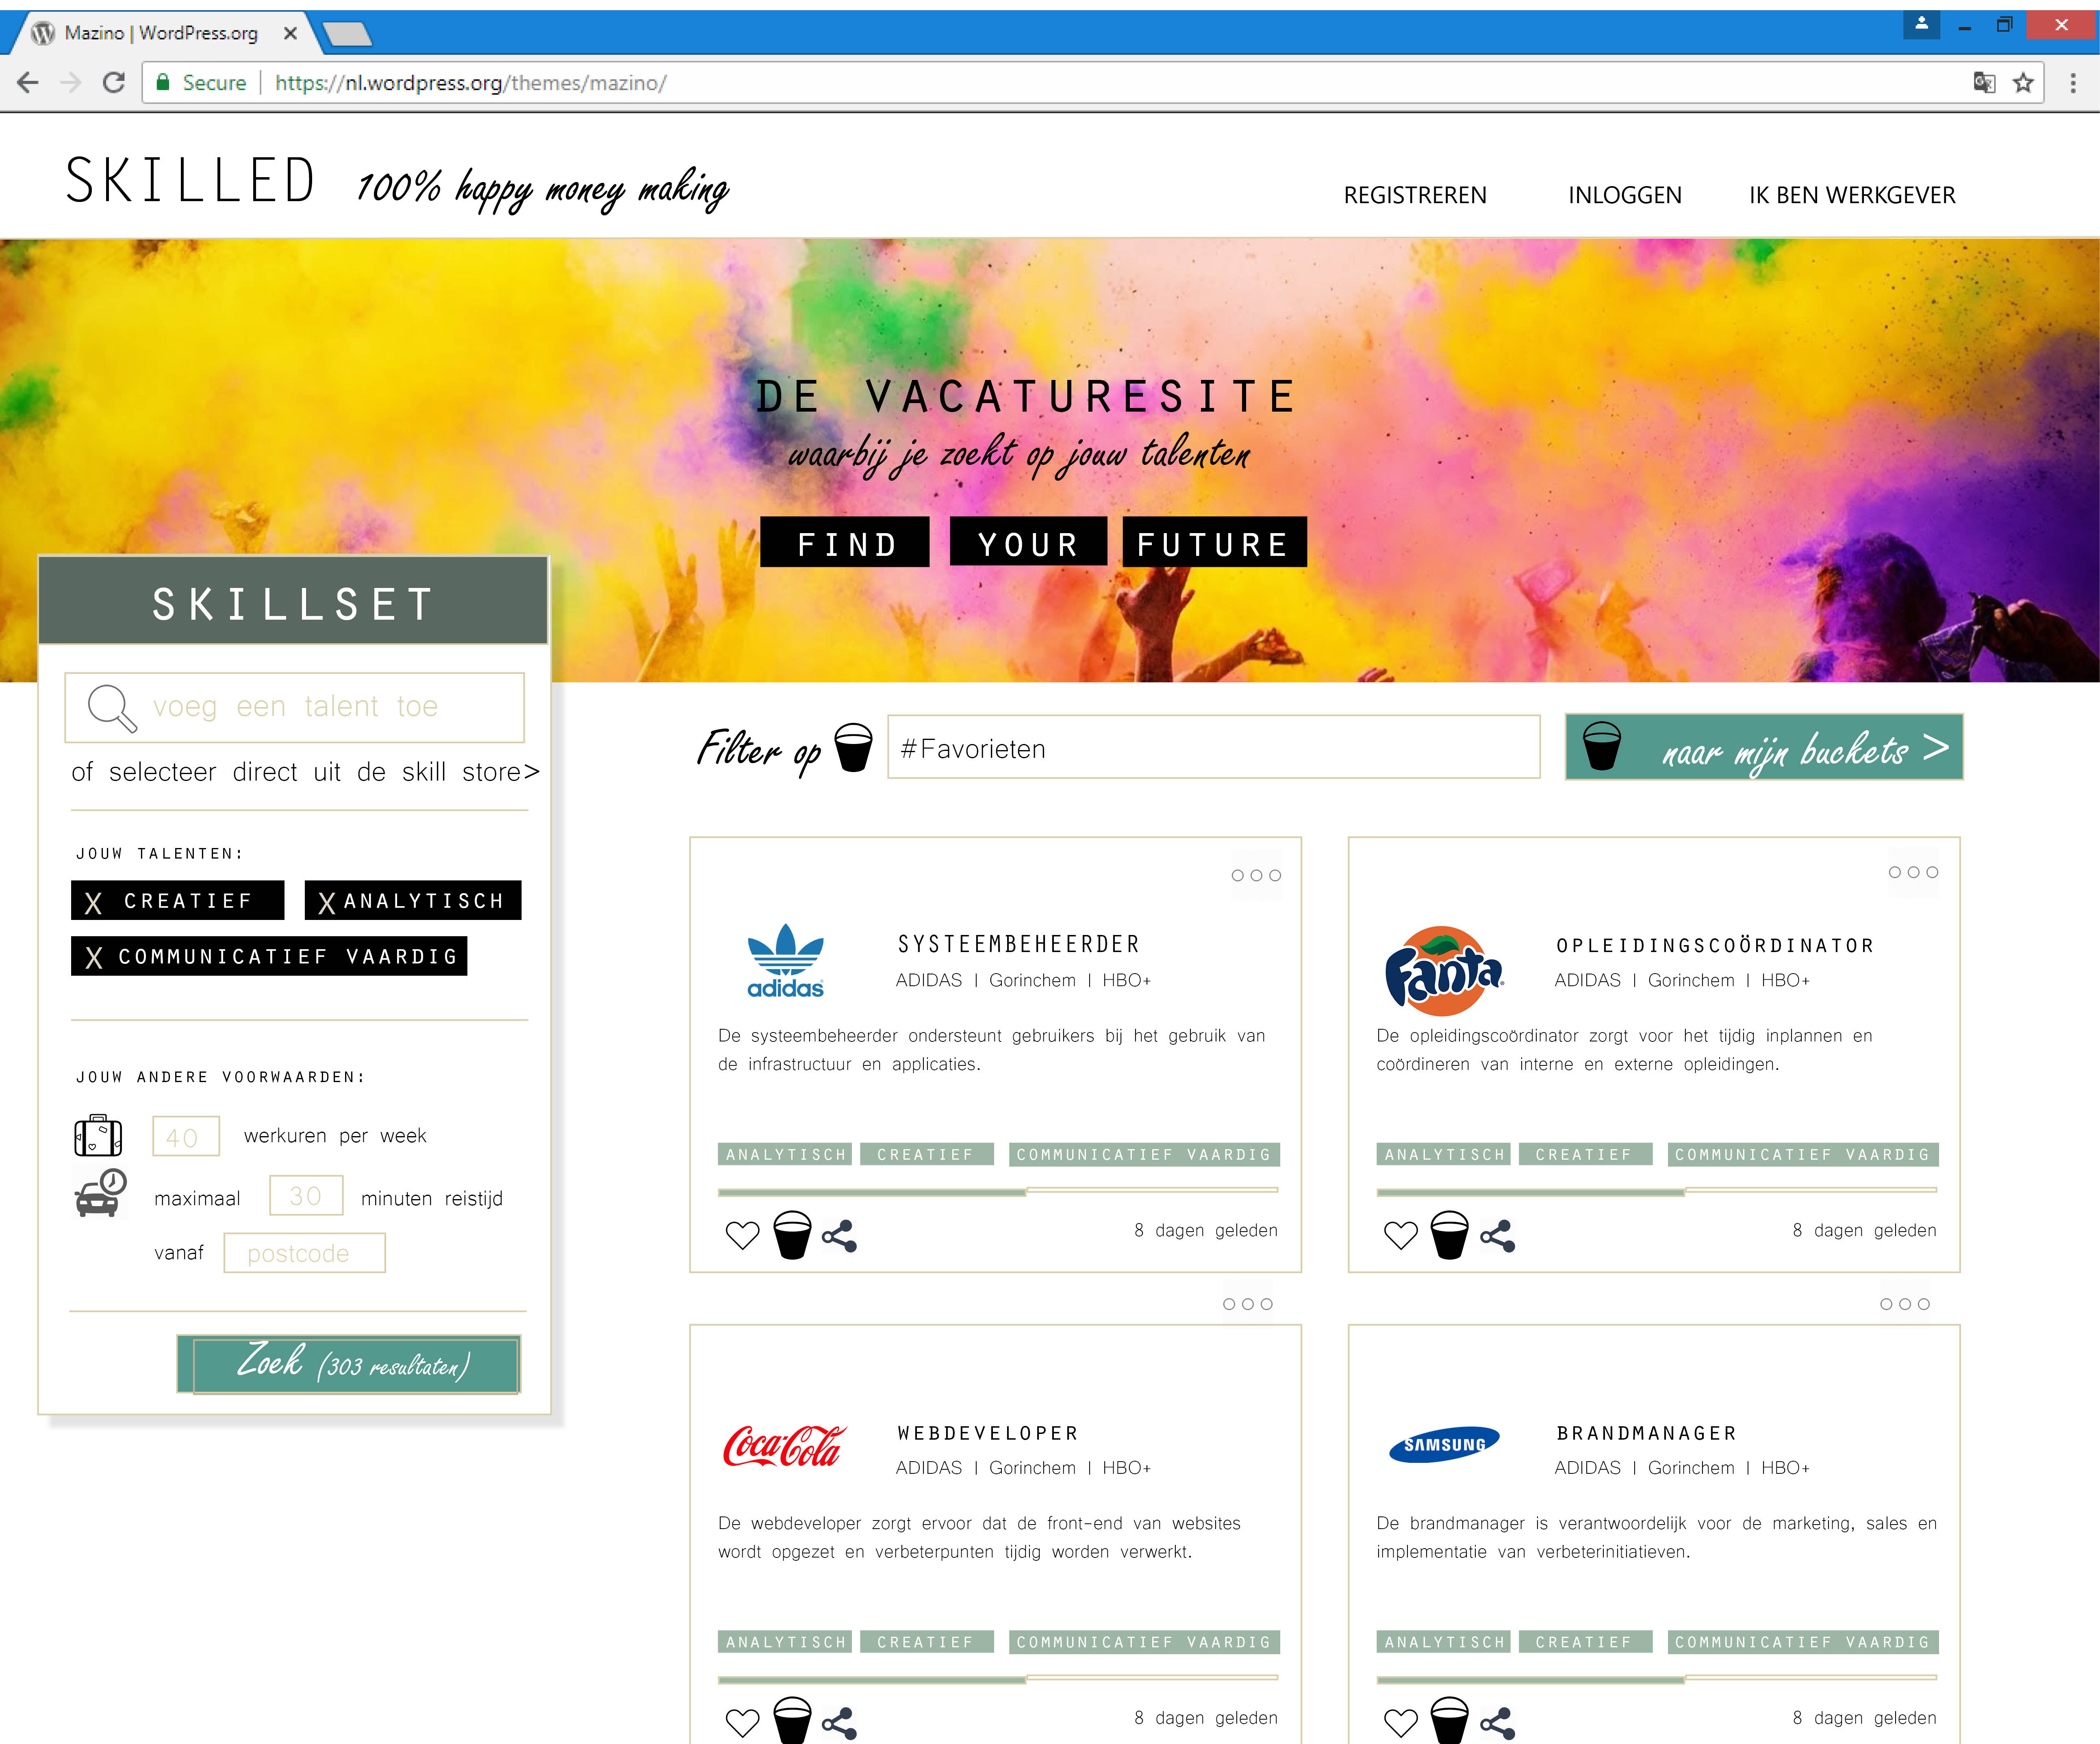 Mazino | WordPress.org
Secure | https://nl.wordpress.org/themes/mazino/
SKILLED 100% happy money making
REGISTREREN INLOGGEN IK BEN WERKGEVER
DE VACATURESITE
waarbij je zoekt op jouw talenten
FIND YOUR FUTURE
SKILLSET
voeg een talent toe
of selecteer direct uit de skill store>
JOUW TALENTEN:
X CREATIEF X ANALYTISCH
X COMMUNICATIEF VAARDIG
JOUW ANDERE VOORWAARDEN:
40 werkuren per week
maximaal 30 minuten reistijd
vanaf postcode
Zoek (303 resultaten)
Filter op #Favorieten naar mijn buckets >
adidas
SYSTEEMBEHEERDER
ADIDAS | Gorinchem | HBO+
De systeembeheerder ondersteunt gebruikers bij het gebruik van
de infrastructuur en applicaties.
ANALYTISCH CREATIEF COMMUNICATIEF VAARDIG
8 dagen geleden
Fanta
OPLEIDINGSCOÖRDINATOR
ADIDAS | Gorinchem | HBO+
De opleidingscoördinator zorgt voor het tijdig inplannen en
coördineren van interne en externe opleidingen.
ANALYTISCH CREATIEF COMMUNICATIEF VAARDIG
8 dagen geleden
Coca-Cola
WEBDEVELOPER
ADIDAS | Gorinchem | HBO+
De webdeveloper zorgt ervoor dat de front-end van websites
wordt opgezet en verbeterpunten tijdig worden verwerkt.
ANALYTISCH CREATIEF COMMUNICATIEF VAARDIG
8 dagen geleden
SAMSUNG
BRANDMANAGER
ADIDAS | Gorinchem | HBO+
De brandmanager is verantwoordelijk voor de marketing, sales en
implementatie van verbeterinitiatieven.
ANALYTISCH CREATIEF COMMUNICATIEF VAARDIG
8 dagen geleden